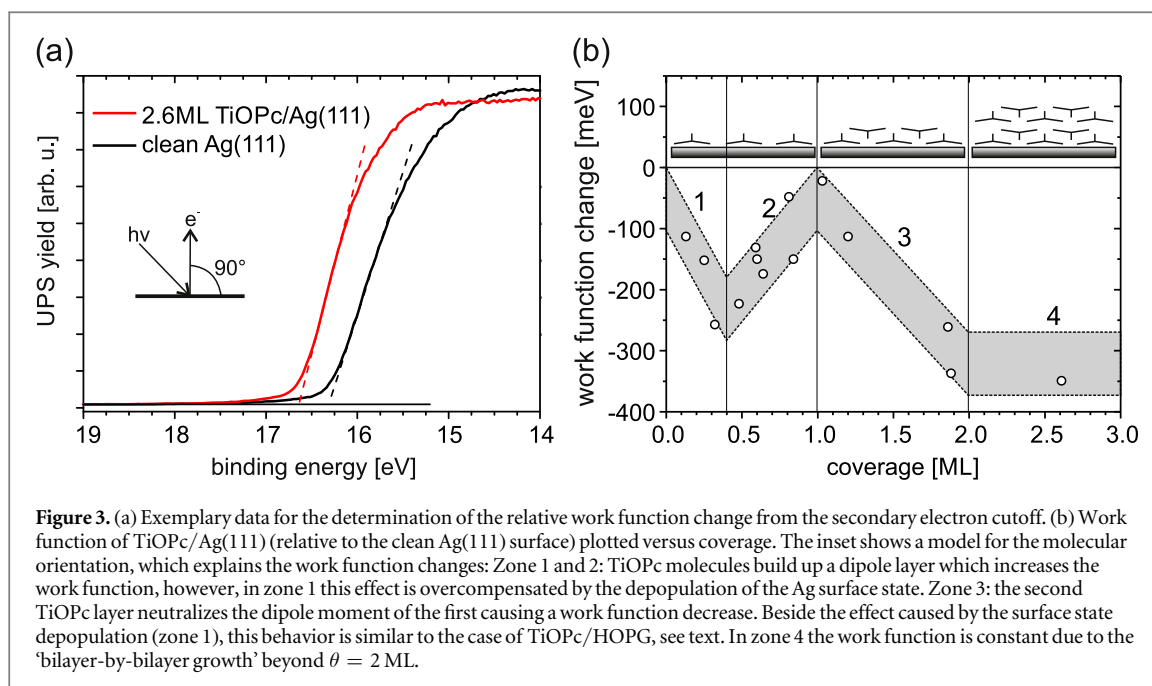 (a)
2.6ML TiOPc/Ag(111)
clean Ag(111)
hν
e-
90°
UPS yield [arb. u.]
19 18 17 16 15 14
binding energy [eV]
(b)
work function change [meV]
100
0
-100
-200
-300
-400
1
2
3
4
0.0 0.5 1.0 1.5 2.0 2.5 3.0
coverage [ML]
Figure 3. (a) Exemplary data for the determination of the relative work function change from the secondary electron cutoff. (b) Work
function of TiOPc/Ag(111) (relative to the clean Ag(111) surface) plotted versus coverage. The inset shows a model for the molecular
orientation, which explains the work function changes: Zone 1 and 2: TiOPc molecules build up a dipole layer which increases the
work function, however, in zone 1 this effect is overcompensated by the depopulation of the Ag surface state. Zone 3: the second
TiOPc layer neutralizes the dipole moment of the first causing a work function decrease. Beside the effect caused by the surface state
depopulation (zone 1), this behavior is similar to the case of TiOPc/HOPG, see text. In zone 4 the work function is constant due to the
‘bilayer-by-bilayer growth’ beyond θ = 2 ML.